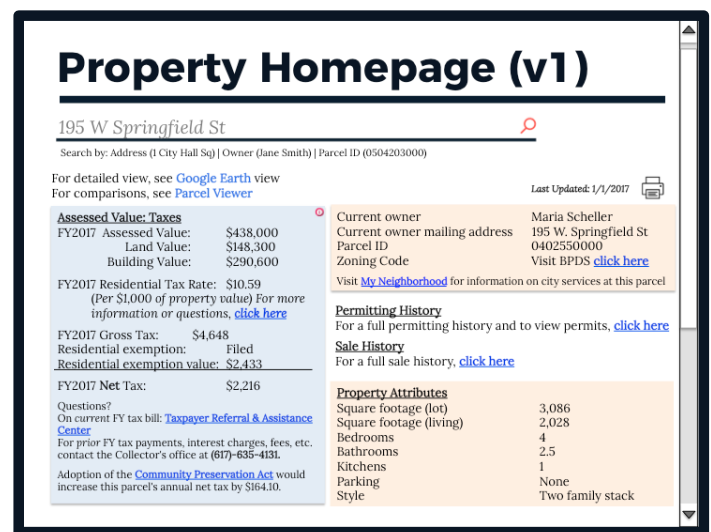 Property Homepage (v1)
195 W Springfield St
Search by: Address (1 City Hall Sq) | Owner (Jane Smith) | Parcel ID (0504203000)
For detailed view, see Google Earth view
For comparisons, see Parcel Viewer
Last Updated: 1/1/2017
Assessed Value: Taxes
FY2017 Assessed Value: $438,000
Land Value: $148,300
Building Value: $290,600
FY2017 Residential Tax Rate: $10.59
(Per $1,000 of property value) For more
information or questions, click here
FY2017 Gross Tax: $4,648
Residential exemption: Filed
Residential exemption value: $2,433
FY2017 Net Tax: $2,216
Questions?
On current FY tax bill: Taxpayer Referral & Assistance
Center
For prior FY tax payments, interest charges, fees, etc.
contact the Collector's office at (617)-635-4131.
Adoption of the Community Preservation Act would
increase this parcel's annual net tax by $164.10.
Current owner Maria Scheller
Current owner mailing address 195 W. Springfield St
Parcel ID 0402550000
Zoning Code Visit BPDS click here
Visit My Neighborhood for information on city services at this parcel
Permitting History
For a full permitting history and to view permits, click here
Sale History
For a full sale history, click here
Property Attributes
Square footage (lot) 3,086
Square footage (living) 2,028
Bedrooms 4
Bathrooms 2.5
Kitchens 1
Parking None
Style Two family stack